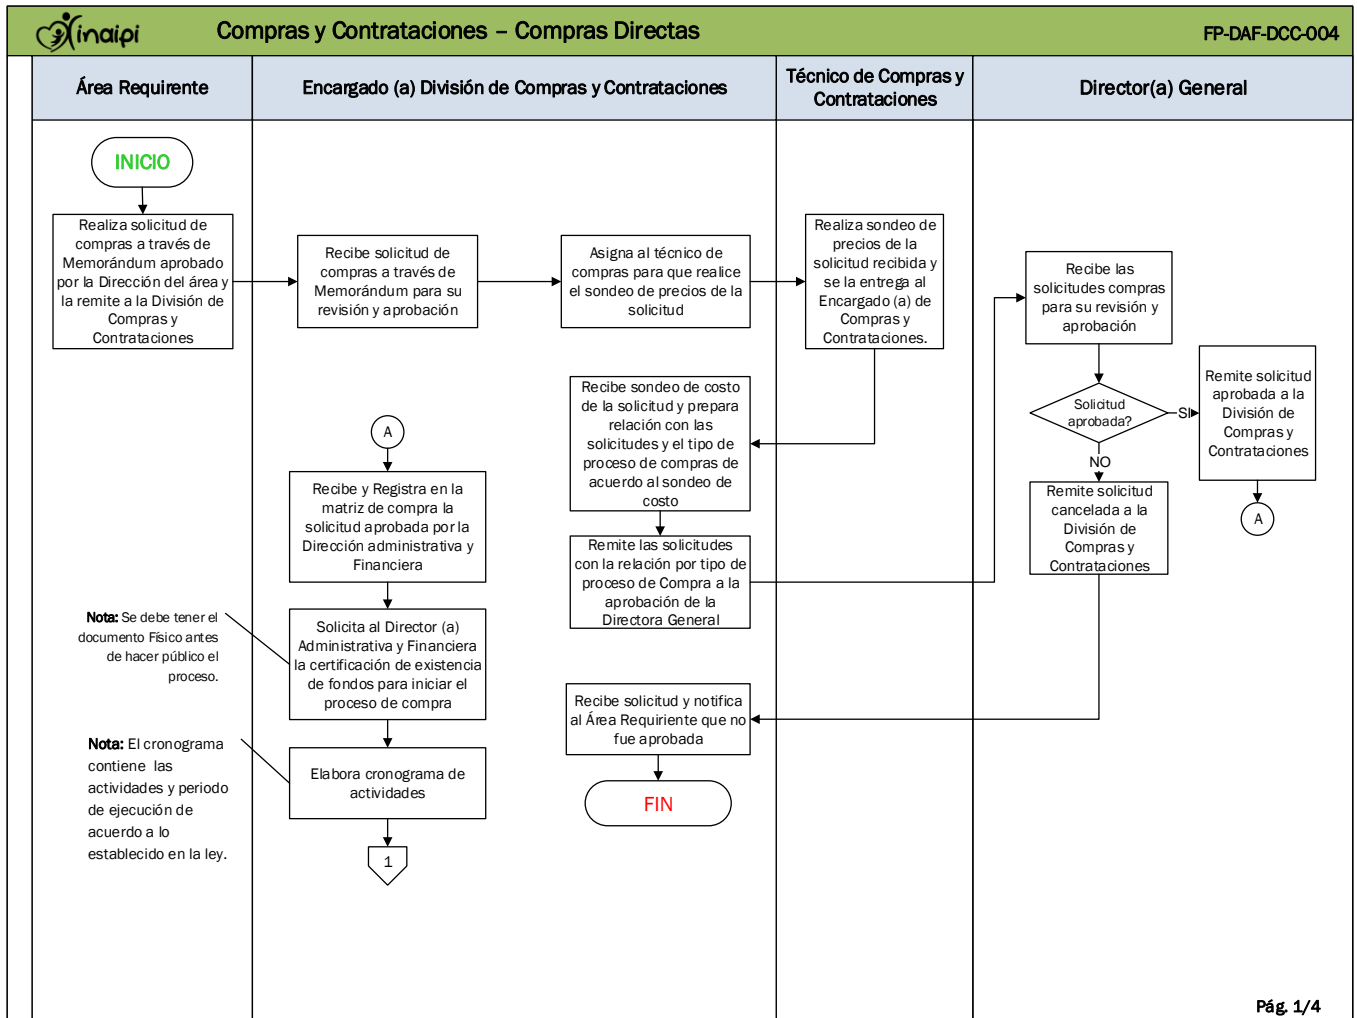 inaipi
Compras y Contrataciones – Compras Directas
FP-DAF-DCC-004
Área Requirente
Encargado (a) División de Compras y Contrataciones
Técnico de Compras y
Contrataciones
Director(a) General
INICIO
Realiza solicitud de
compras a través de
Memorándum aprobado
por la Dirección del área y
la remite a la División de
Compras y
Contrataciones
Recibe solicitud de
compras a través de
Memorándum para su
revisión y aprobación
Asigna al técnico de
compras para que realice
el sondeo de precios de la
solicitud
Realiza sondeo de
precios de la
solicitud recibida y
se la entrega al
Encargado (a) de
Compras y
Contrataciones.
Recibe las
solicitudes compras
para su revisión y
aprobación
Solicitud
aprobada?
SI
NO
Remite solicitud
aprobada a la
División de
Compras y
Contrataciones
A
Remite solicitud
cancelada a la
División de
Compras y
Contrataciones
Recibe sondeo de costo
de la solicitud y prepara
relación con las
solicitudes y el tipo de
proceso de compras de
acuerdo al sondeo de
costo
Remite las solicitudes
con la relación por tipo de
proceso de Compra a la
aprobación de la
Directora General
A
Recibe y Registra en la
matriz de compra la
solicitud aprobada por la
Dirección administrativa y
Financiera
Nota: Se debe tener el
documento Físico antes
de hacer público el
proceso.
Solicita al Director (a)
Administrativa y Financiera
la certificación de existencia
de fondos para iniciar el
proceso de compra
Recibe solicitud y notifica
al Área Requiriente que no
fue aprobada
FIN
Nota: El cronograma
contiene las
actividades y periodo
de ejecución de
acuerdo a lo
establecido en la ley.
Elabora cronograma de
actividades
1
Pág. 1/4